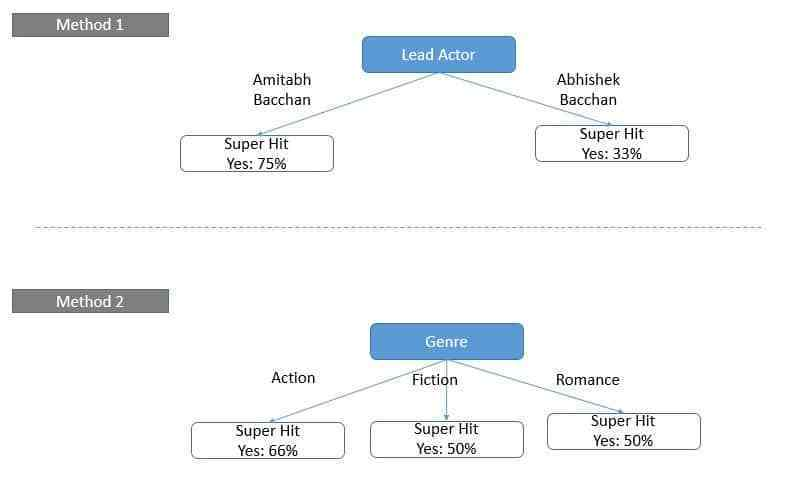 Method 1
Lead Actor
Amitabh
Bacchan
Abhishek
Bacchan
Super Hit
Yes: 75%
Super Hit
Yes: 33%
Method 2
Genre
Action
Fiction
Romance
Super Hit
Yes: 66%
Super Hit
Yes: 50%
Super Hit
Yes: 50%